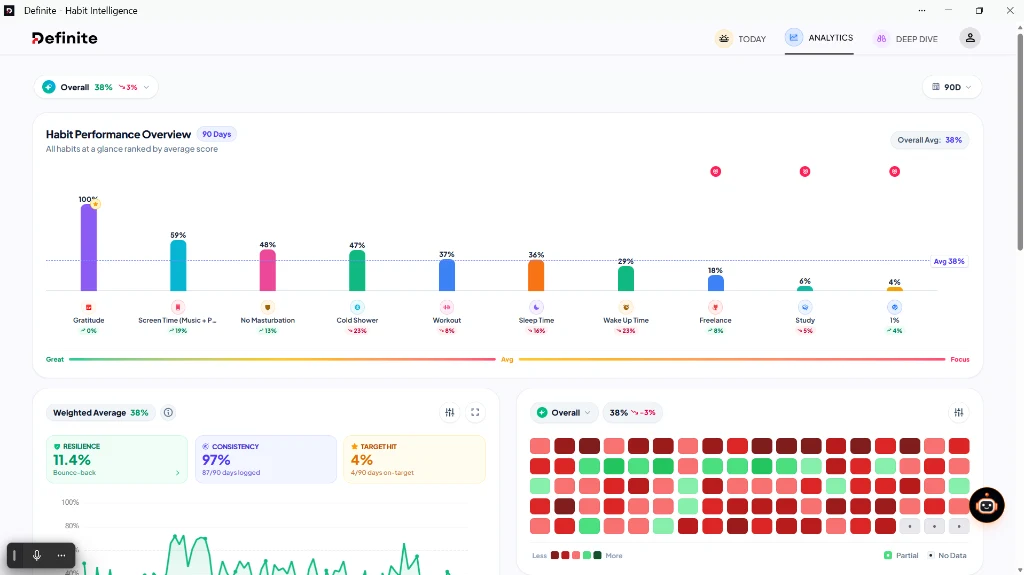 Definite - Habit Intelligence
Definite
TODAY
ANALYTICS
DEEP DIVE
Overall 38% 3%
90D
Habit Performance Overview 90 Days
All habits at a glance ranked by average score
Overall Avg: 38%
100%
59%
48%
47%
37%
36%
29%
18%
6%
4%
Avg 38%
Gratitude
Screen Time (Music + P...
No Masturbation
Cold Shower
Workout
Sleep Time
Wake Up Time
Freelance
Study
1%
0%
19%
13%
23%
8%
16%
23%
8%
5%
4%
Great
Avg
Focus
Weighted Average 38%
RESILIENCE
11.4%
Bounce-back
CONSISTENCY
97%
87/90 days logged
TARGET HIT
4%
4/90 days on-target
100%
80%
40%
Overall
38% -3%
Less
More
Partial
No Data